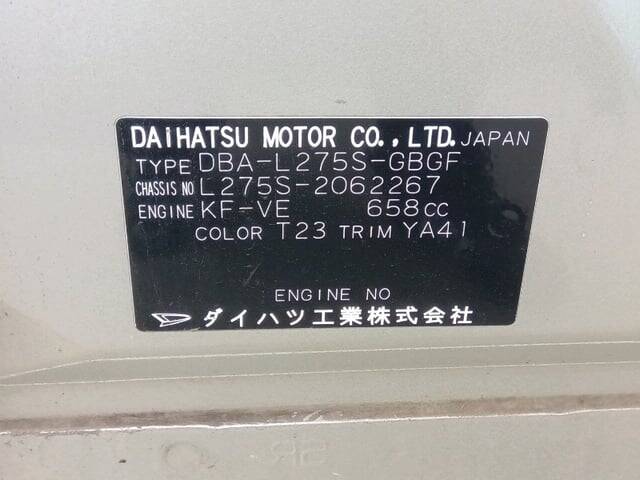 DAIHATSU MOTOR CO.,LTD. JAPAN
TYPE DBA-L275S-GBGF
CHASSIS NO L275S-2062267
ENGINE KF-VE 658CC
COLOR T23 TRIM YA41
ENGINE NO
ダイハツ工業株式会社